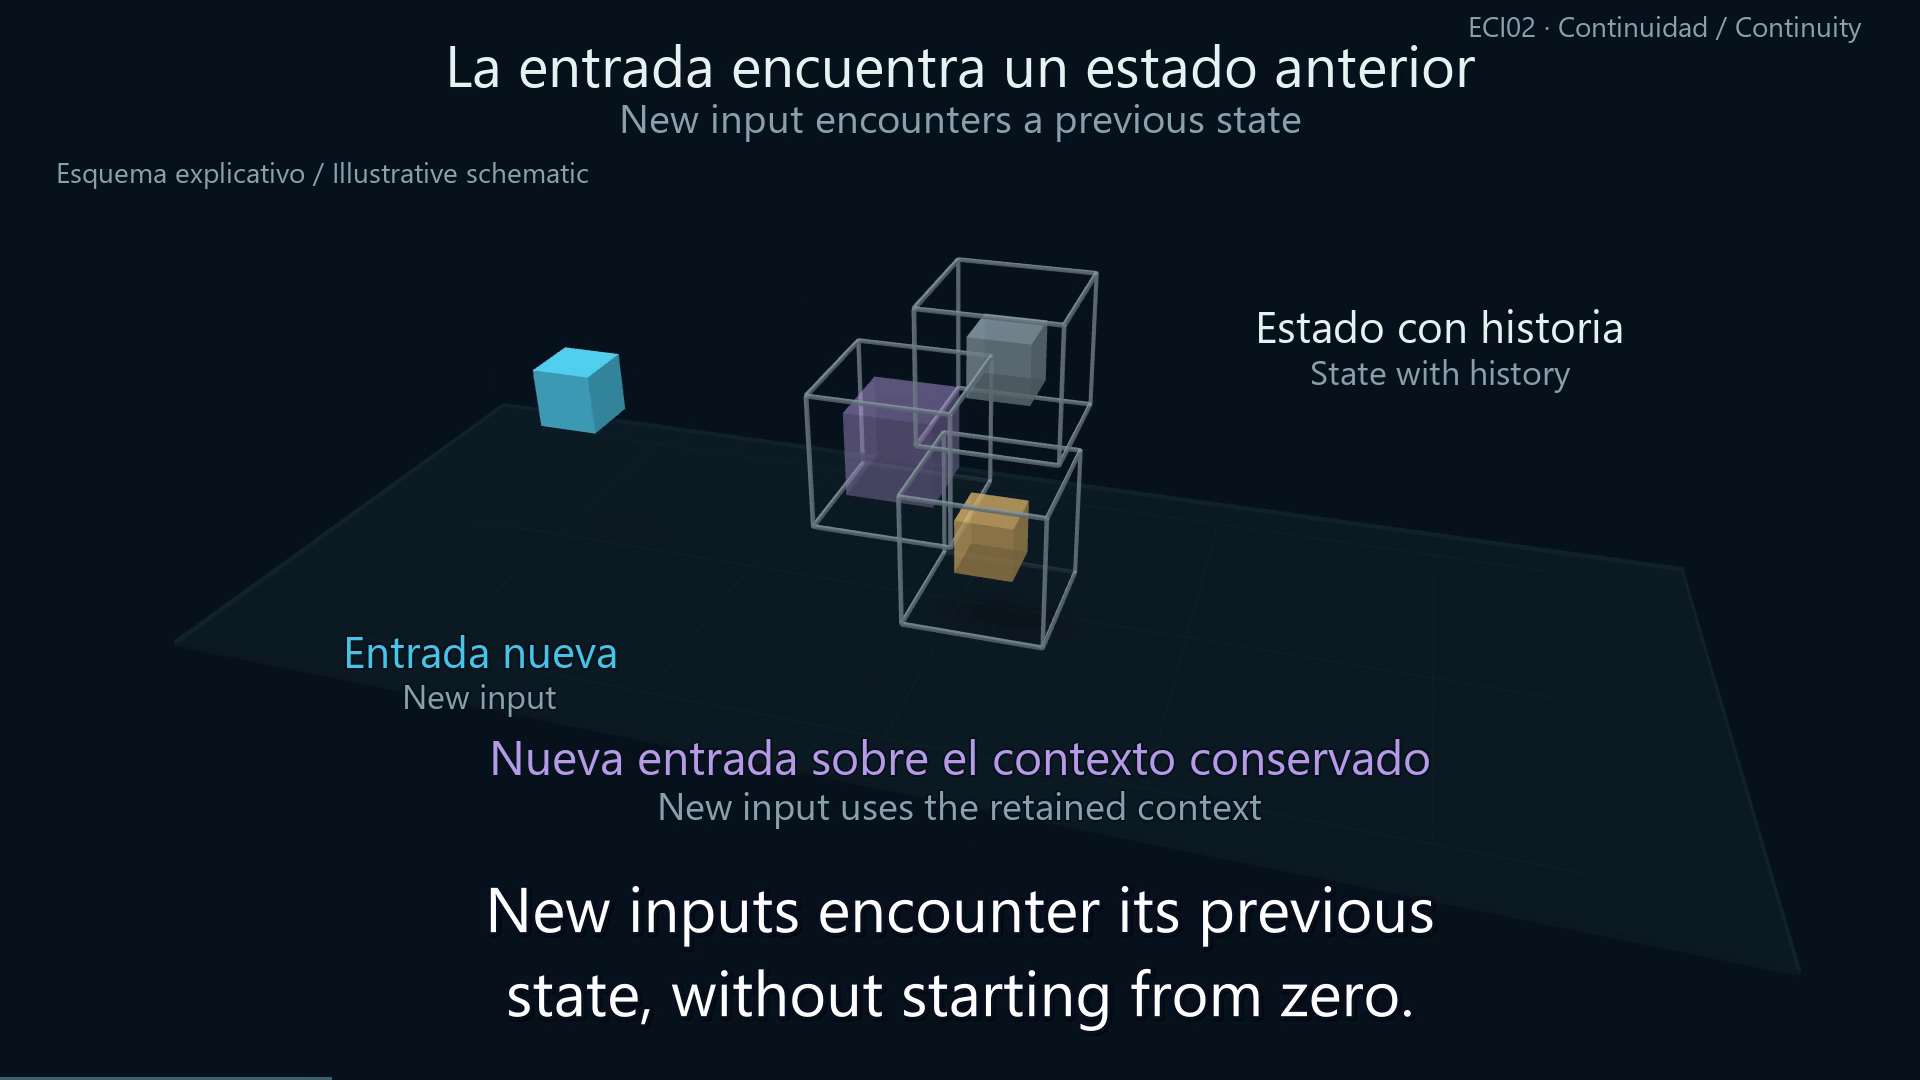 ECI02 · Continuidad / Continuity
La entrada encuentra un estado anterior
New input encounters a previous state
Esquema explicativo / Illustrative schematic
Estado con historia
State with history
Entrada nueva
New input
Nueva entrada sobre el contexto conservado
New input uses the retained context
New inputs encounter its previous
state, without starting from zero.